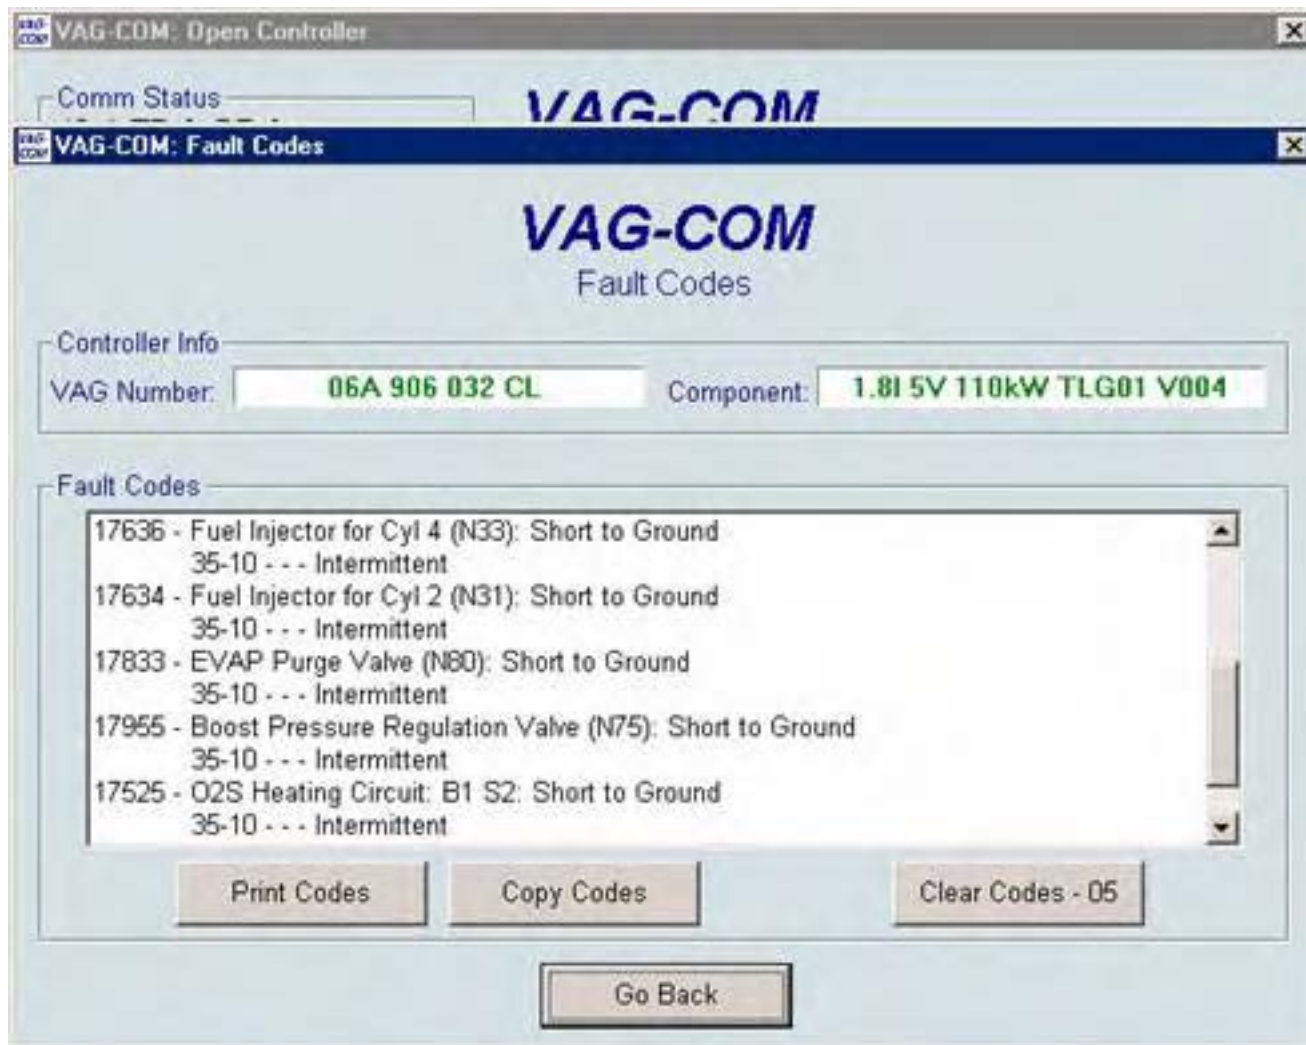 VAG-COM: Open Controller
Comm Status
VAG-COM
VAG-COM: Fault Codes
VAG-COM
Fault Codes
Controller Info
VAG Number: 06A 906 032 CL Component: 1.8l 5V 110kW TLG01 V004
Fault Codes
17636 - Fuel Injector for Cyl 4 (N33): Short to Ground
35-10 - - - Intermittent
17634 - Fuel Injector for Cyl 2 (N31): Short to Ground
35-10 - - - Intermittent
17833 - EVAP Purge Valve (N80): Short to Ground
35-10 - - - Intermittent
17955 - Boost Pressure Regulation Valve (N75): Short to Ground
35-10 - - - Intermittent
17525 - O2S Heating Circuit: B1 S2: Short to Ground
35-10 - - - Intermittent
Print Codes Copy Codes Clear Codes - 05
Go Back